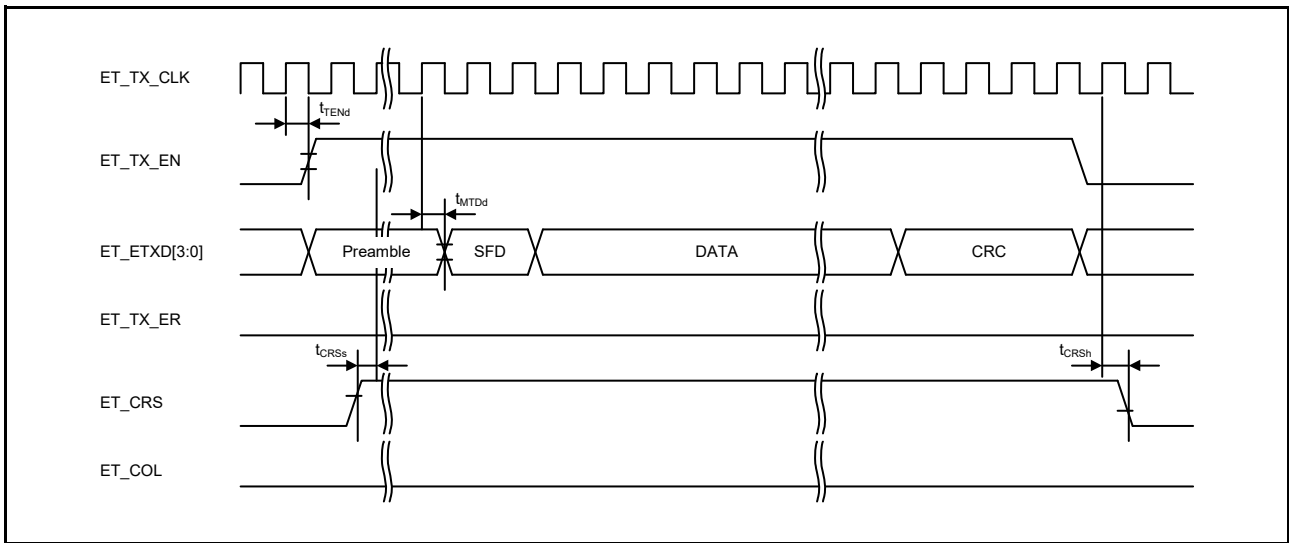 ET_TX_CLK
tTENd
ET_TX_EN
tMTDd
ET_ETXD[3:0]
Preamble
SFD
DATA
CRC
ET_TX_ER
tCRSs
tCRSh
ET_CRS
ET_COL